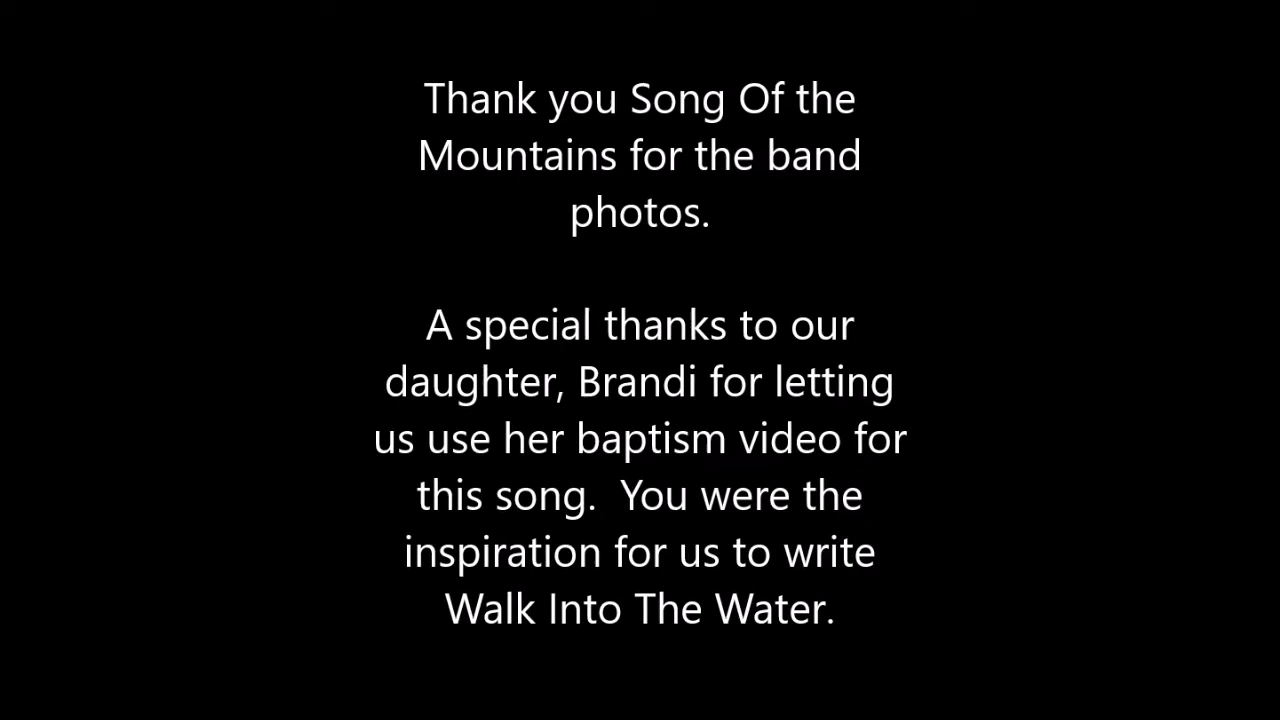 Thank you Song Of the
Mountains for the band
photos.
A special thanks to our
daughter, Brandi for letting
us use her baptism video for
this song.  You were the
inspiration for us to write
Walk Into The Water.